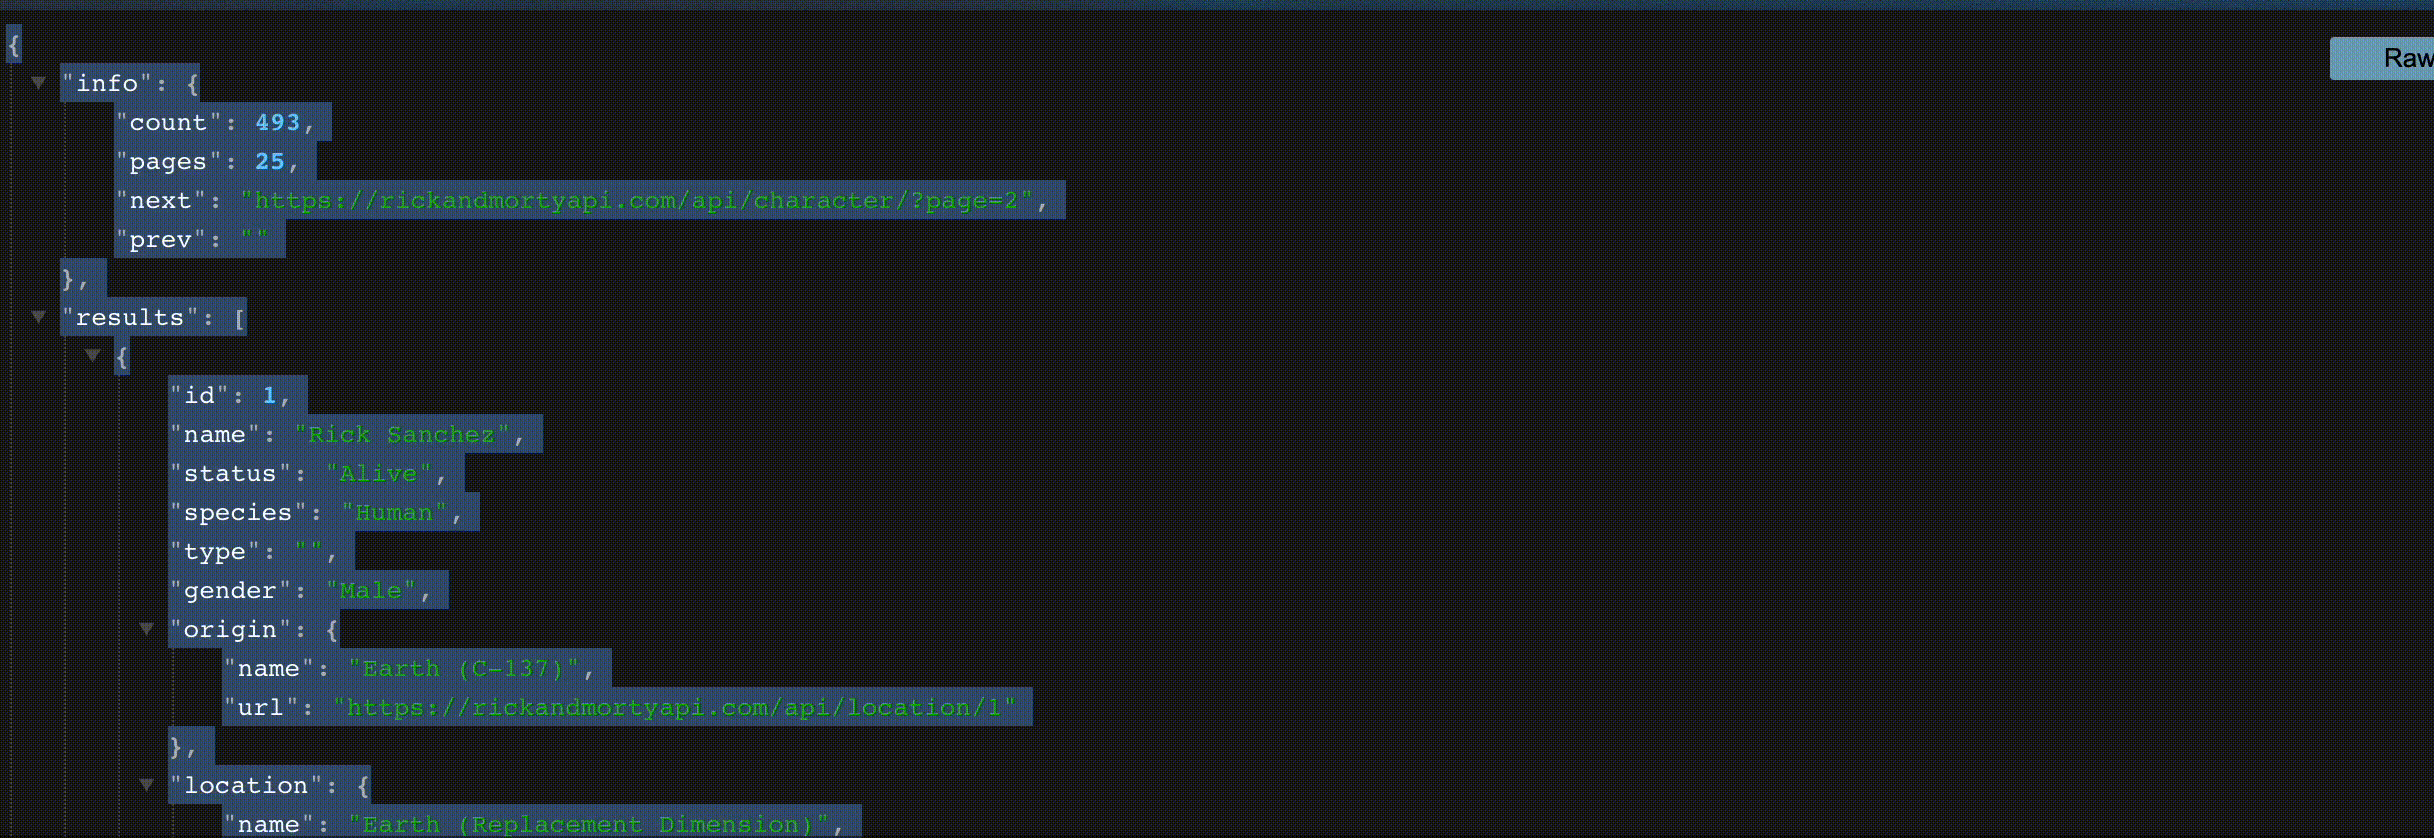 {
Raw
"info": {
"count": 493,
"pages": 25,
"next": "https://rickandmortyapi.com/api/character/?page=2",
"prev": ""
},
"results": [
{
"id": 1,
"name": "Rick Sanchez",
"status": "Alive",
"species": "Human",
"type": "",
"gender": "Male",
"origin": {
"name": "Earth (C-137)",
"url": "https://rickandmortyapi.com/api/location/1"
},
"location": {
"name": "Earth (Replacement Dimension)",